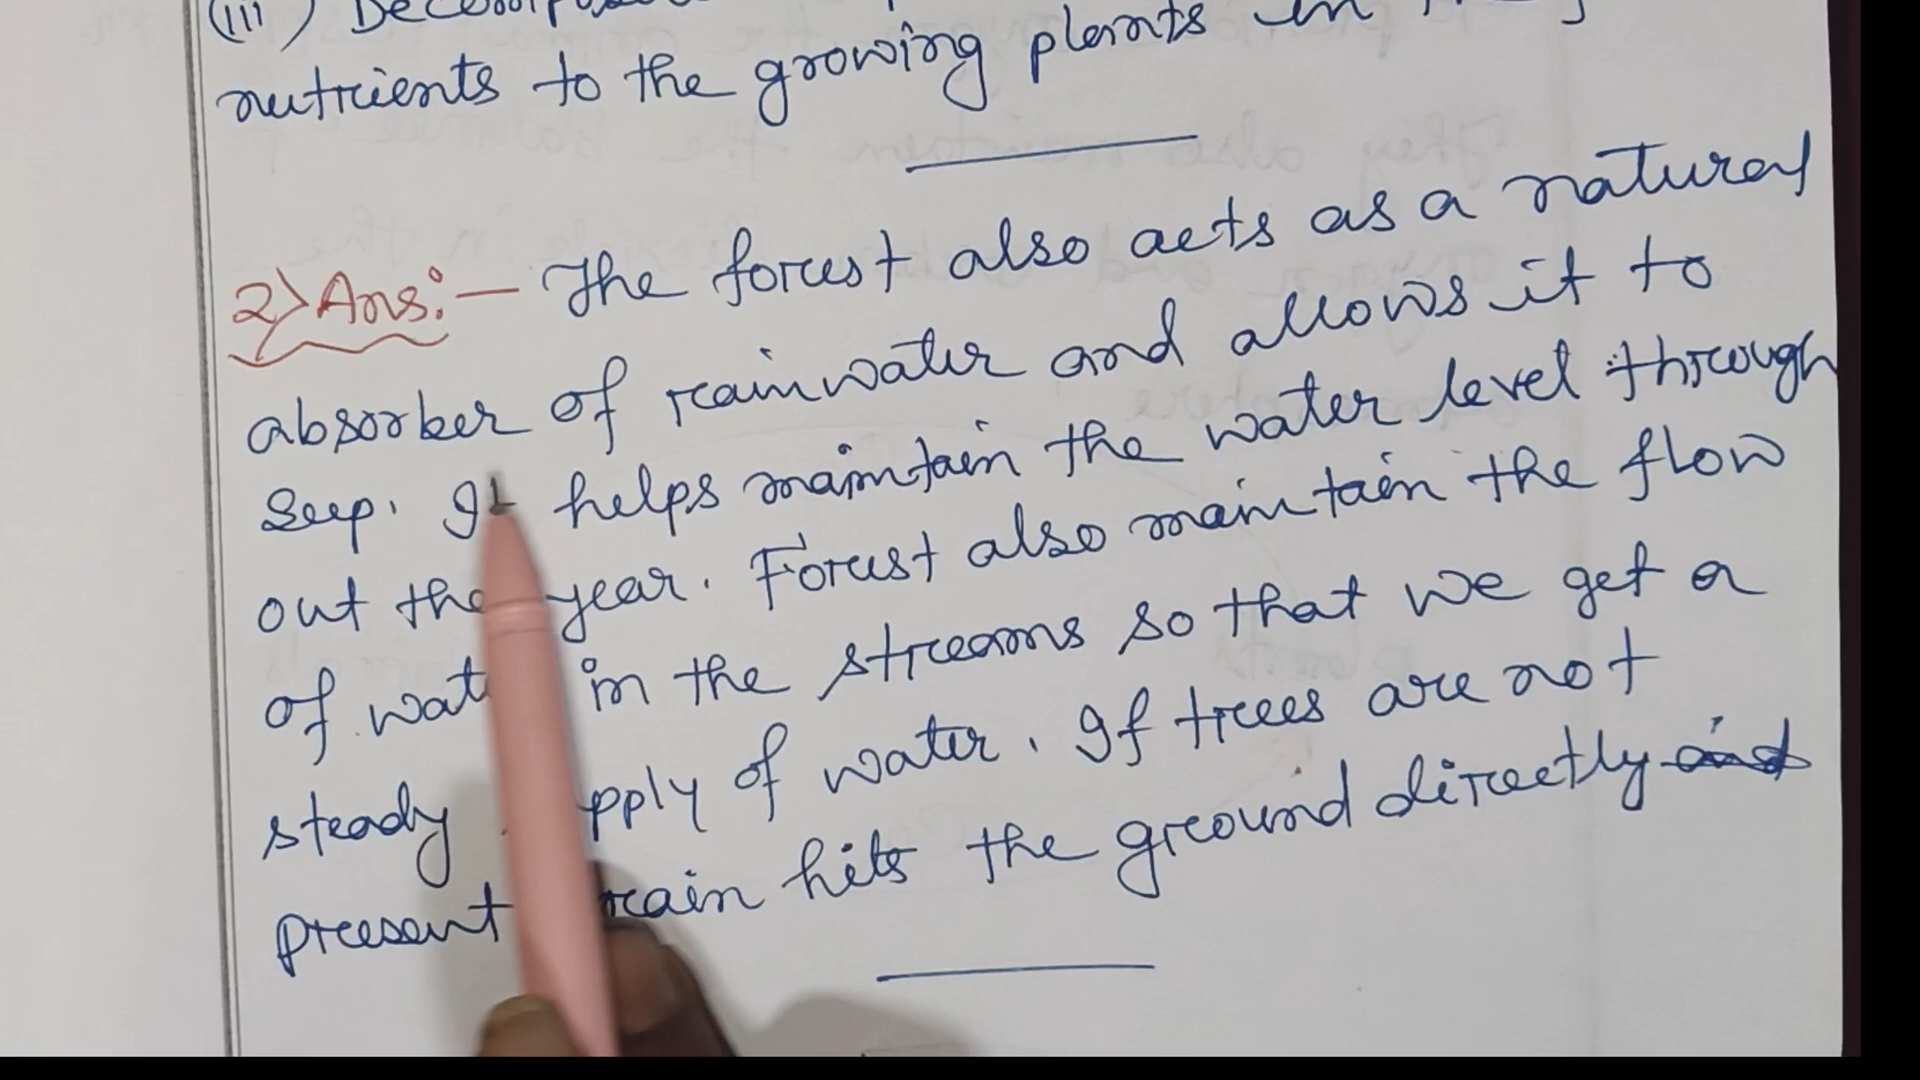 (iii)
nutrients to the growing plants in
2) Ans:- The forest also acts as a natural
absorber of rainwater and allows it to
seep. It helps maintain the water level through
out the year. Forest also maintain the flow
of in the streams so that we get a
steady of water. If trees are not
present rain hits the ground directly